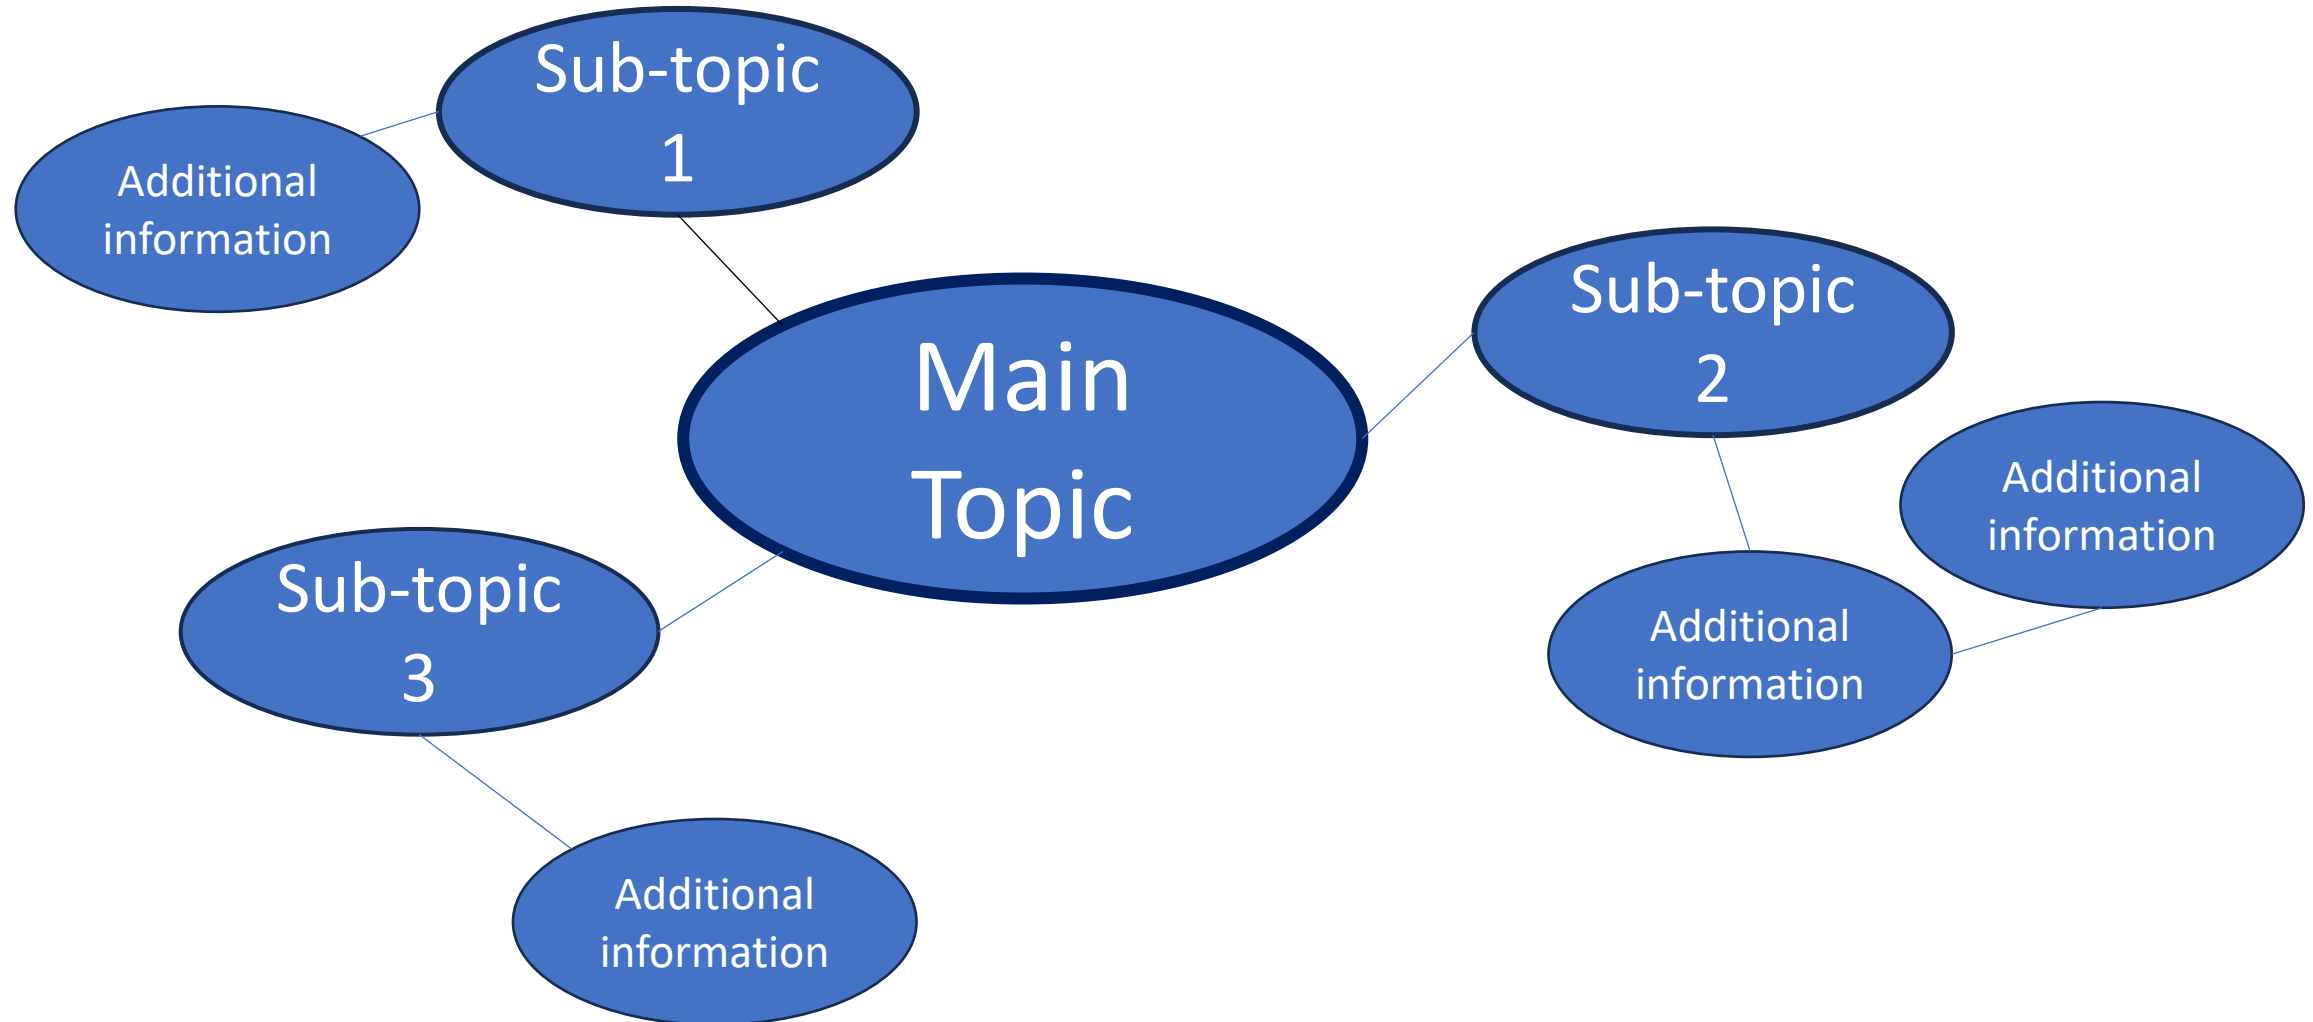 Sub-topic
1
Additional
information
Main
Topic
Sub-topic
2
Additional
information
Additional
information
Sub-topic
3
Additional
information